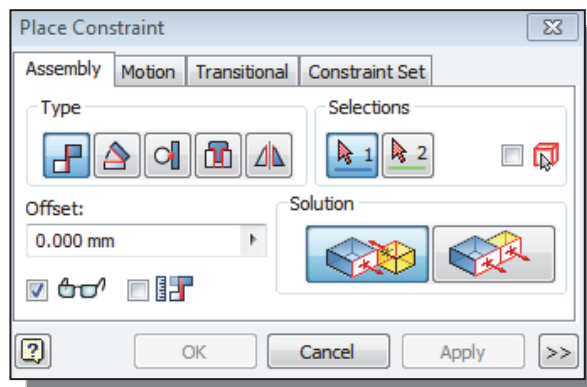 Place Constraint
Assembly Motion Transitional Constraint Set
Type Selections
1 2
Offset: Solution
0.000 mm
OK Cancel Apply >>